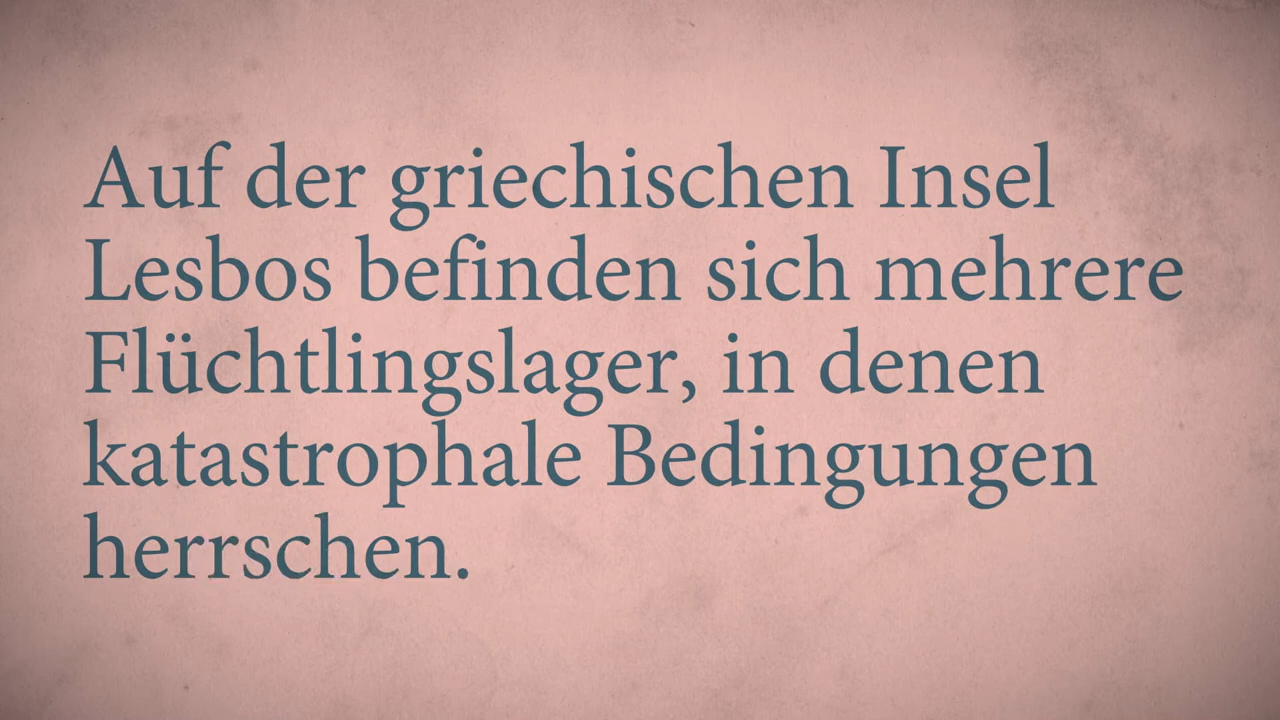 Auf der griechischen Insel
Lesbos befinden sich mehrere
Flüchtlingslager, in denen
katastrophale Bedingungen
herrschen.